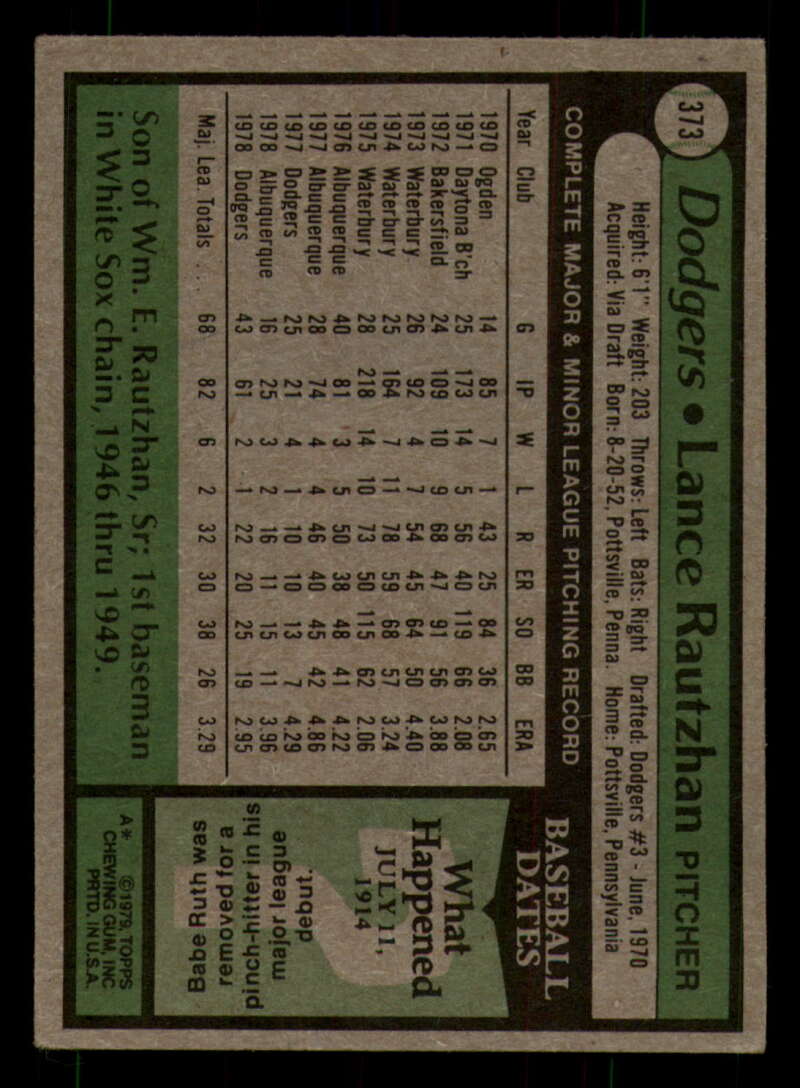 373 Dodgers • Lance Rautzhan PITCHER
Height: 6'1" Weight: 203 Throws: Left Bats: Right Drafted: Dodgers #3 - June, 1970
Acquired: Via Draft Born: 8-20-52, Pottsville, Penna. Home: Pottsville, Pennsylvania
COMPLETE MAJOR & MINOR LEAGUE PITCHING RECORD
Year Club G IP W L R ER SO BB ERA
1970 Ogden 14 85 7 1 43 25 84 36 2.65
1971 Daytona B'ch 25 173 14 5 56 40 119 66 2.08
1972 Bakersfield 24 109 10 9 68 47 91 56 3.88
1973 Waterbury 26 92 4 7 54 45 64 50 4.40
1974 Waterbury 25 164 7 11 78 59 68 57 3.24
1975 Waterbury 28 218 14 10 73 50 115 62 2.06
1976 Albuquerque 40 81 3 5 50 38 48 41 4.22
1977 Albuquerque 28 74 4 4 46 40 45 42 4.86
1977 Dodgers 25 21 4 1 10 10 13 7 4.29
1978 Albuquerque 16 25 3 2 16 11 15 11 3.96
1978 Dodgers 43 61 2 1 22 20 25 19 2.95
Maj. Lea. Totals . . . 68 82 6 2 32 30 38 26 3.29
Son of Wm. E. Rautzhan, Sr; 1st baseman
in White Sox chain, 1946 thru 1949.
BASEBALL
DATES
What
Happened
JULY 11,
1914
Babe Ruth was
removed for a
pinch-hitter in his
major league
debut.
A* ©1979, TOPPS
CHEWING GUM, INC
PRTD. IN U.S.A.